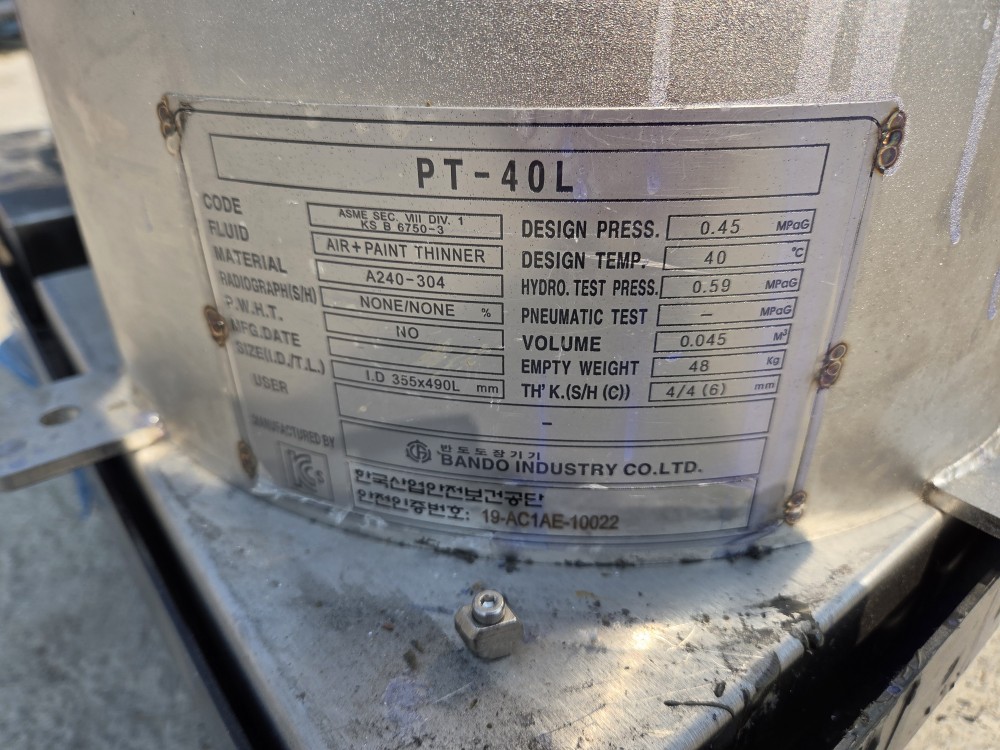 PT-40L
CODE ASME SEC. VIII DIV. 1
KS B 6750-3
FLUID AIR+PAINT THINNER
MATERIAL A240-304
RADIOGRAPH(S/H) NONE/NONE %
P.W.H.T. NO
MFG.DATE
SIZE(I.D./T.L.) I.D 355x490L mm
USER -
DESIGN PRESS. 0.45 MPaG
DESIGN TEMP. 40 °C
HYDRO. TEST PRESS. 0.59 MPaG
PNEUMATIC TEST - MPaG
VOLUME 0.045 M³
EMPTY WEIGHT 48 Kg
TH'K.(S/H (C)) 4/4 (6) mm
MANUFACTURED BY 반도도장기기
BANDO INDUSTRY CO.LTD.
한국산업안전보건공단
안전인증번호: 19-AC1AE-10022